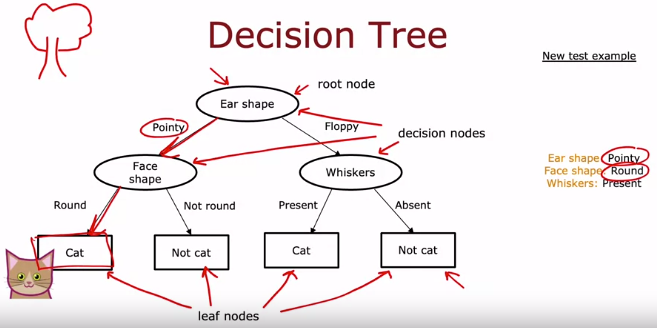 Decision Tree
New test example
root node
Ear shape
Pointy
Floppy
decision nodes
Ear shape: Pointy
Face shape: Round
Whiskers: Present
Face
shape
Whiskers
Round
Not round
Present
Absent
Cat
Not cat
Cat
Not cat
leaf nodes